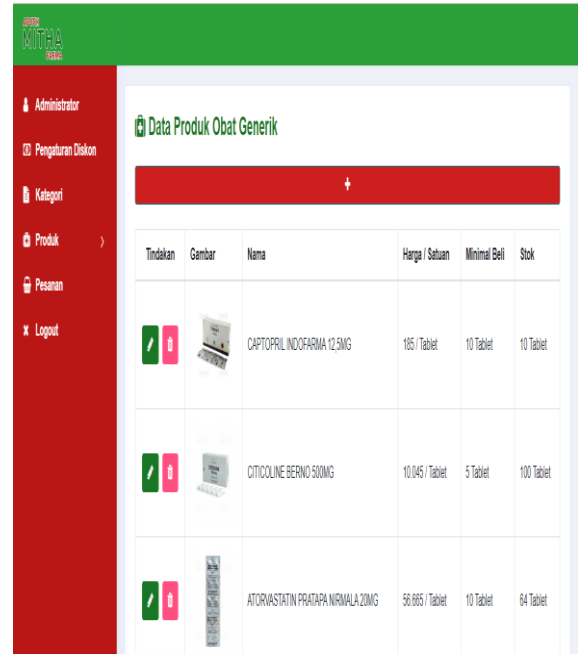 APOTEK
MITHA
FARMA
Administrator
Pengaturan Diskon
Kategori
Produk
Pesanan
Logout
Data Produk Obat Generik
+
Tindakan Gambar Nama Harga / Satuan Minimal Beli Stok
CAPTOPRIL INDOFARMA 12,5MG 185 / Tablet 10 Tablet 10 Tablet
CITICOLINE BERNO 500MG 10.045 / Tablet 5 Tablet 100 Tablet
ATORVASTATIN PRATAPA NIRMALA 20MG 56.665 / Tablet 10 Tablet 64 Tablet